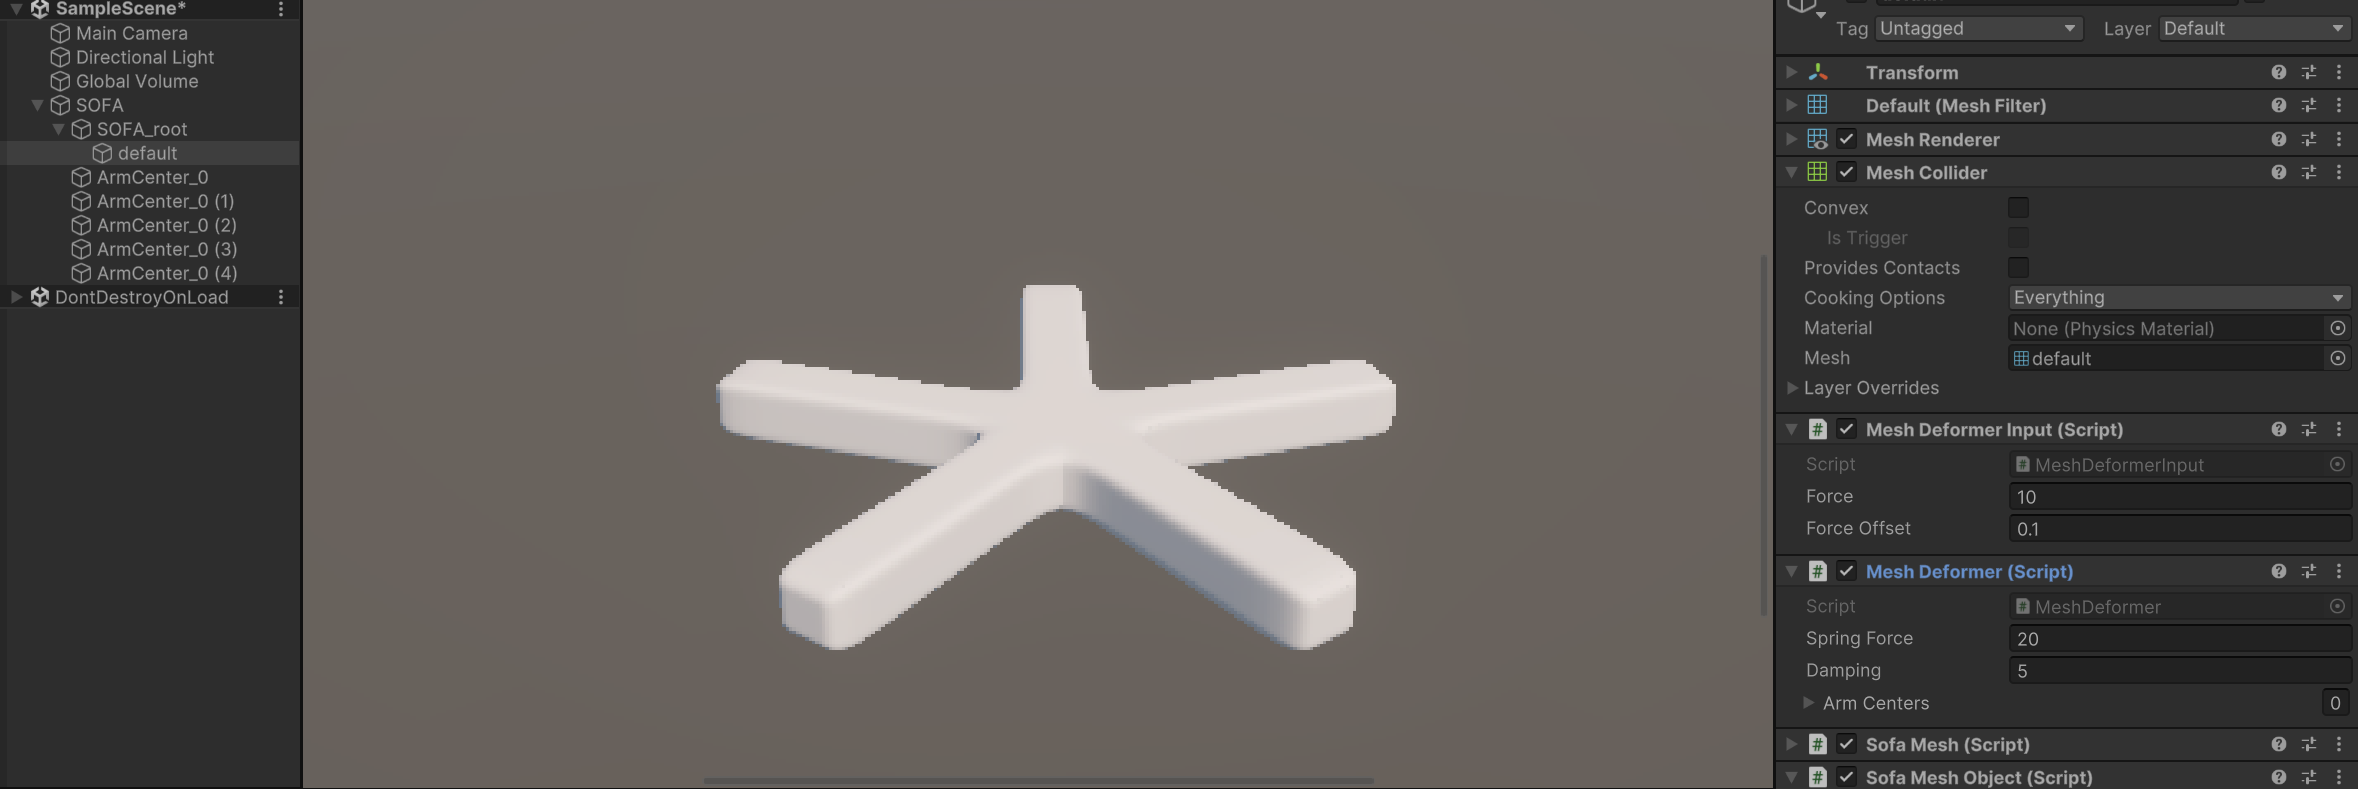 SampleScene*
Main Camera
Directional Light
Global Volume
SOFA
SOFA_root
default
ArmCenter_0
ArmCenter_0 (1)
ArmCenter_0 (2)
ArmCenter_0 (3)
ArmCenter_0 (4)
DontDestroyOnLoad
Tag Untagged Layer Default
Transform
Default (Mesh Filter)
Mesh Renderer
Mesh Collider
Convex
Is Trigger
Provides Contacts
Cooking Options Everything
Material None (Physics Material)
Mesh default
Layer Overrides
# Mesh Deformer Input (Script)
Script # MeshDeformerInput
Force 10
Force Offset 0.1
# Mesh Deformer (Script)
Script # MeshDeformer
Spring Force 20
Damping 5
Arm Centers 0
# Sofa Mesh (Script)
# Sofa Mesh Object (Script)